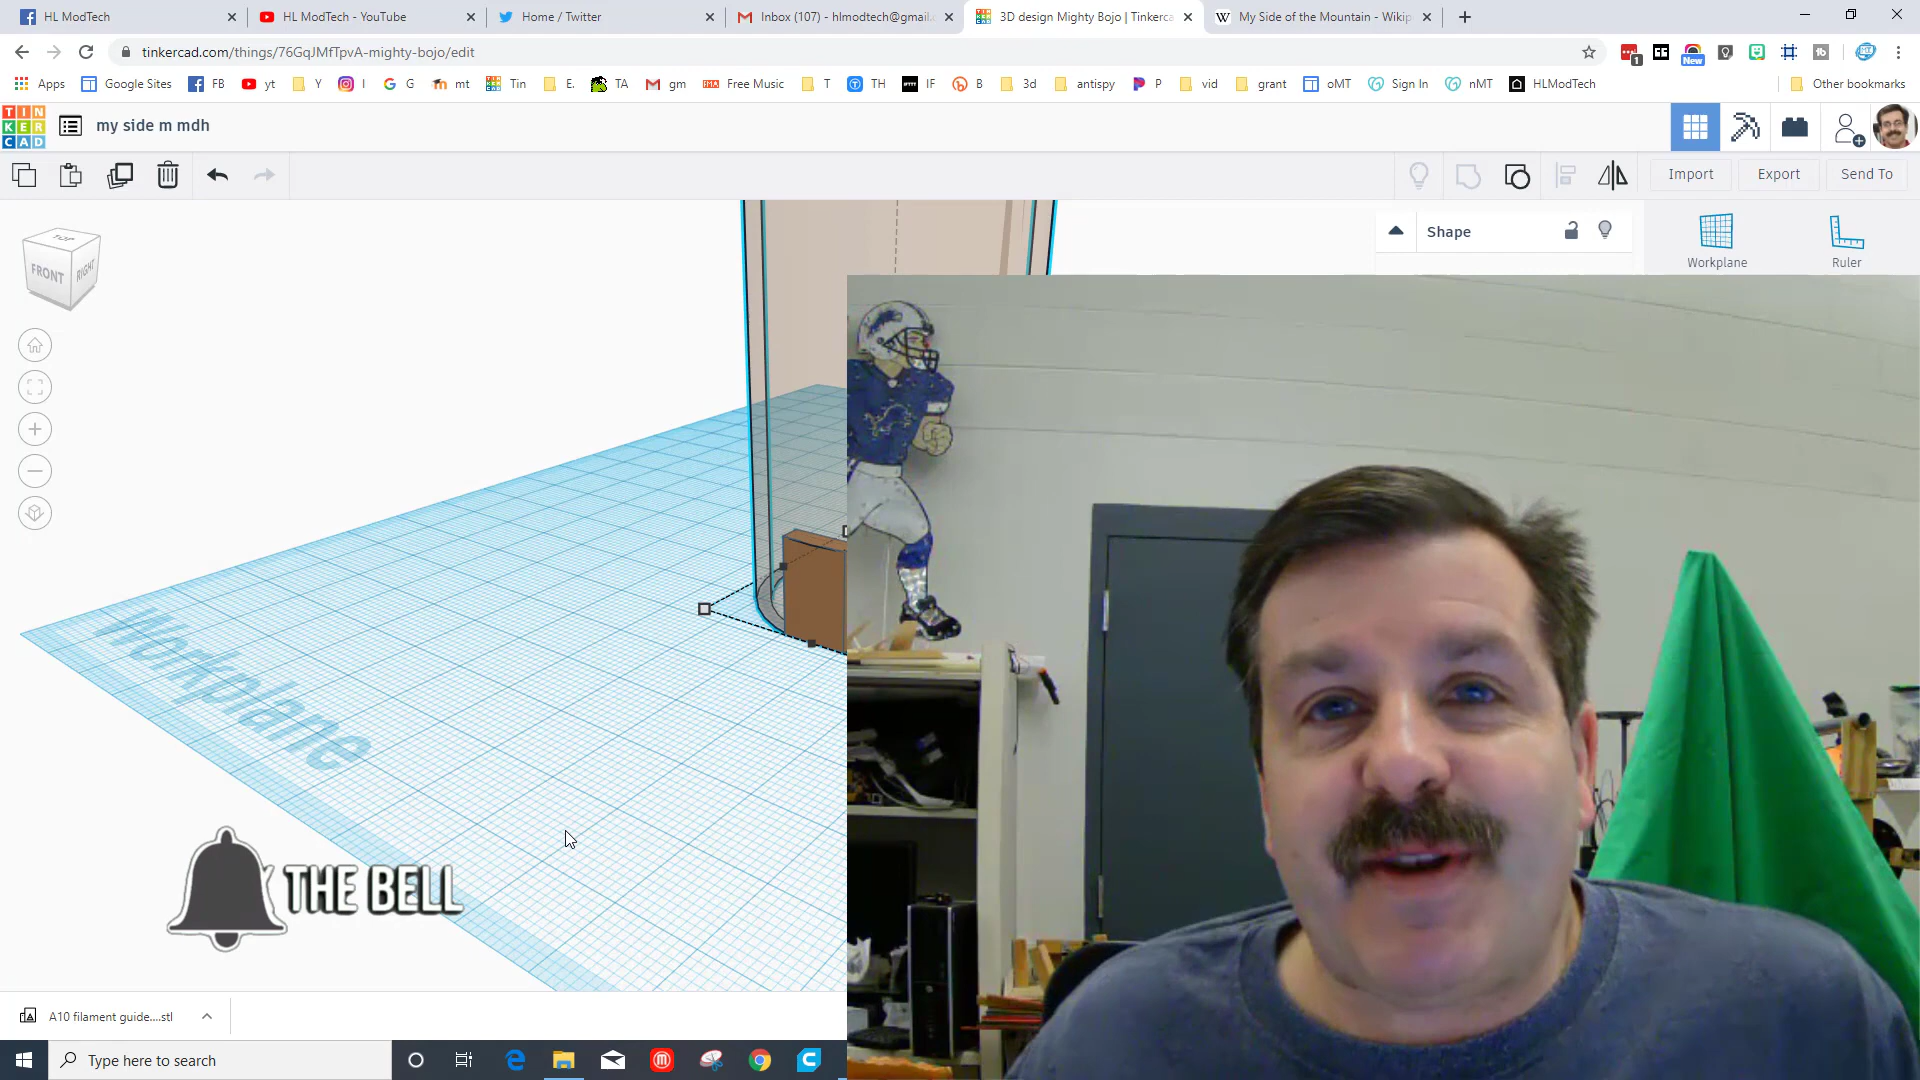 HL ModTech
HL ModTech - YouTube
Home / Twitter
Inbox (107) - hlmodtech@gmail.
3D design Mighty Bojo | Tinkerc
My Side of the Mountain - Wikip
tinkercad.com/things/76GqJMfTpvA-mighty-bojo/edit
1
New
Apps
Google Sites
FB
yt
Y
I
G
mt
Tin
E.
TA
gm
Free Music
T
TH
IF
B
3d
antispy
P
vid
grant
oMT
Sign In
nMT
HLModTech
Other bookmarks
TIN
KER
CAD
my side m mdh
Import
Export
Send To
TOP
FRONT
RIGHT
Shape
Workplane
Ruler
Workplane
THE BELL
A10 filament guide....stl
Type here to search